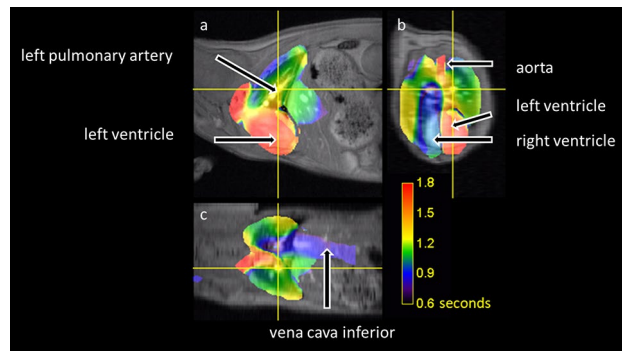 a
b
left pulmonary artery
aorta
left ventricle
left ventricle
right ventricle
c
1.8
1.5
1.2
0.9
0.6 seconds
vena cava inferior